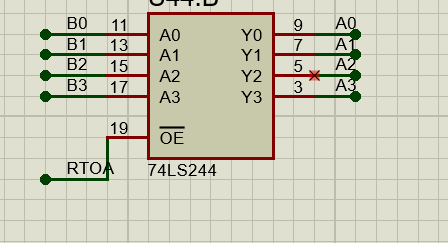 B0 11 9 A0
A0 Y0
B1 13 7 A1
A1 Y1
B2 15 5 A2
A2 Y2
B3 17 3 A3
A3 Y3
19
OE
RTOA
74LS244